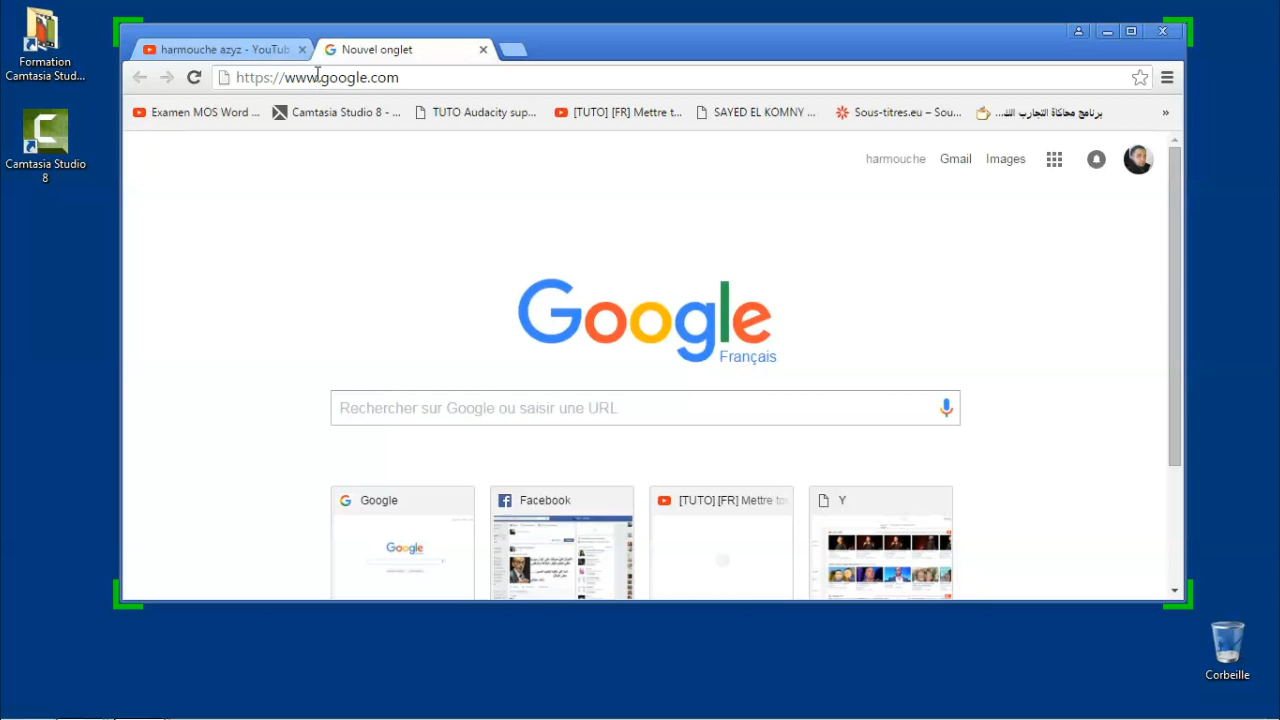 Formation
Camtasia Stud...
Camtasia Studio
8
harmouche azyz - YouTub
Nouvel onglet
https://www.google.com
Examen MOS Word ...
Camtasia Studio 8 - ...
TUTO Audacity sup...
[TUTO] [FR] Mettre t...
SAYED EL KOMNY ...
Sous-titres.eu – Sou...
برنامج محاكاة التجارب الك...
»
harmouche
Gmail
Images
Google
Français
Rechercher sur Google ou saisir une URL
Google
Facebook
[TUTO] [FR] Mettre to
Y
Google
Corbeille